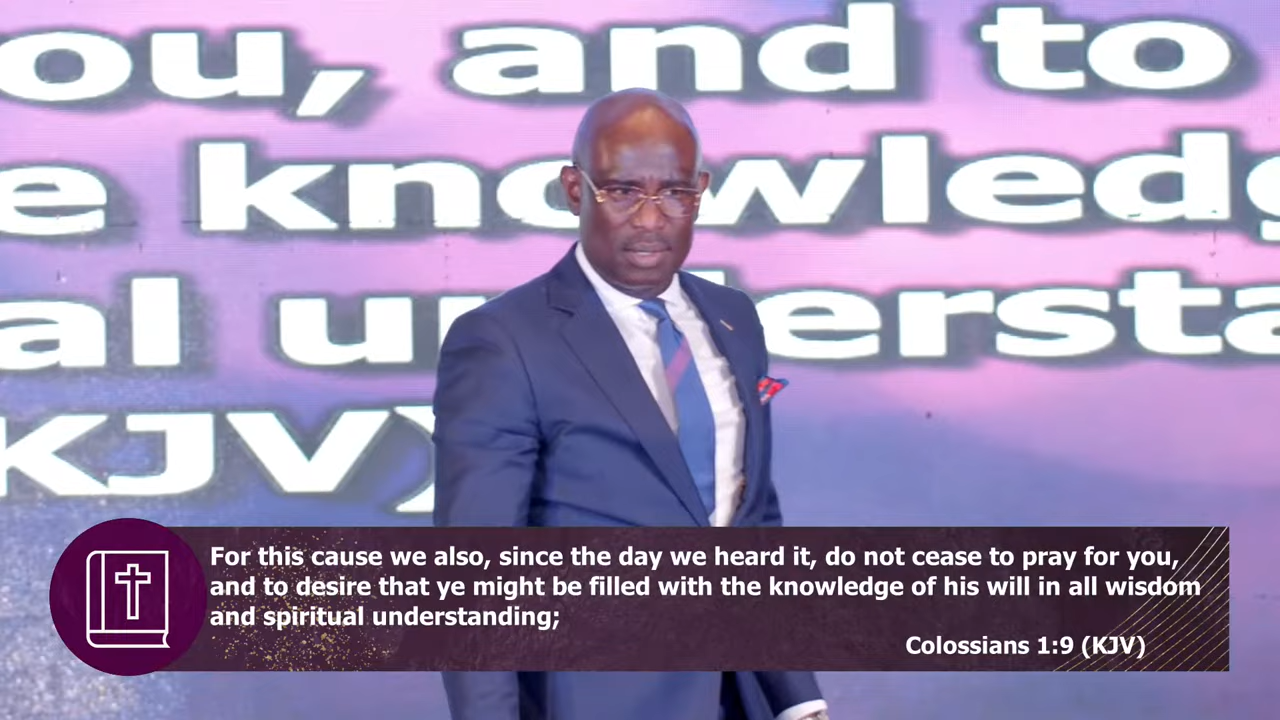 ou, and to
e knowledg
al understa
KJV)
For this cause we also, since the day we heard it, do not cease to pray for you,
and to desire that ye might be filled with the knowledge of his will in all wisdom
and spiritual understanding;
Colossians 1:9 (KJV)